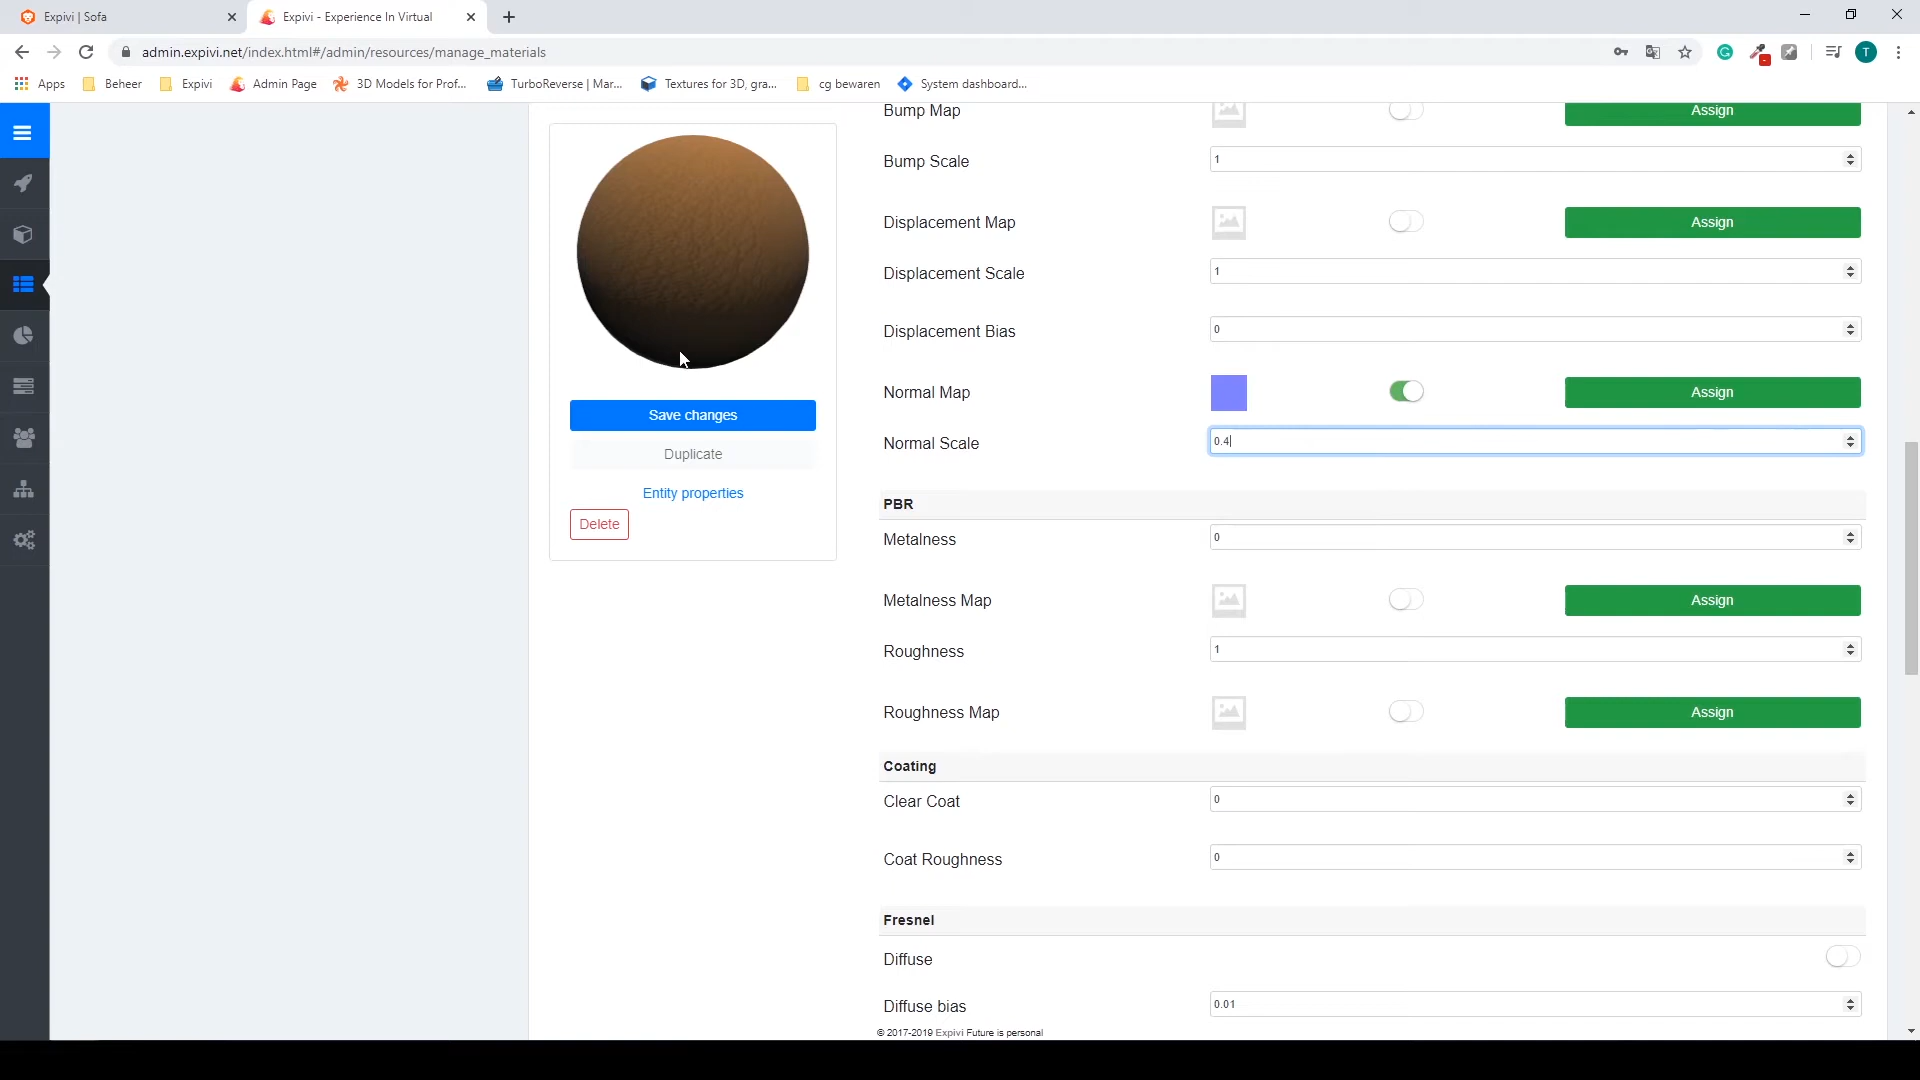 Expivi | Sofa
Expivi - Experience In Virtual
admin.expivi.net/index.html#/admin/resources/manage_materials
T
Apps
Beheer
Expivi
Admin Page
3D Models for Prof...
TurboReverse | Mar...
Textures for 3D, gra...
cg bewaren
System dashboard...
Bump Map
Assign
Bump Scale
1
Displacement Map
Assign
Displacement Scale
1
Displacement Bias
0
Normal Map
Assign
Normal Scale
0.4
Save changes
Duplicate
Entity properties
Delete
PBR
Metalness
0
Metalness Map
Assign
Roughness
1
Roughness Map
Assign
Coating
Clear Coat
0
Coat Roughness
0
Fresnel
Diffuse
Diffuse bias
0.01
© 2017-2019 Expivi Future is personal